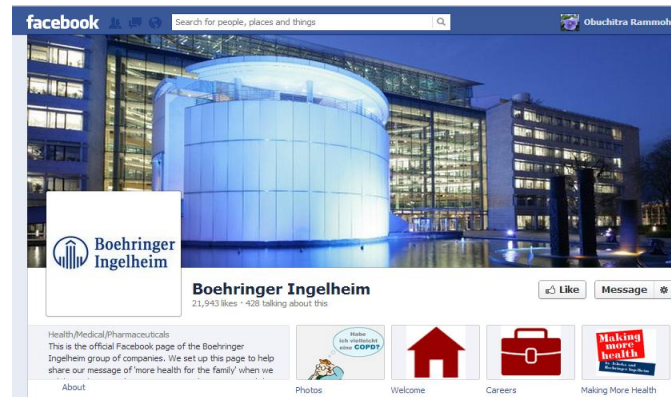 facebook
Search for people, places and things
Obuchitra Rammoh
Boehringer
Ingelheim
Boehringer Ingelheim
21,943 likes · 428 talking about this
Like
Message
Health/Medical/Pharmaceuticals
This is the official Facebook page of the Boehringer
Ingelheim group of companies. We set up this page to help
share our message of 'more health for the family' when we
About
Habe
ich vielleicht
eine COPD?
Photos
Welcome
Careers
Making
more
health
Boehringer Ingelheim
Making More Health